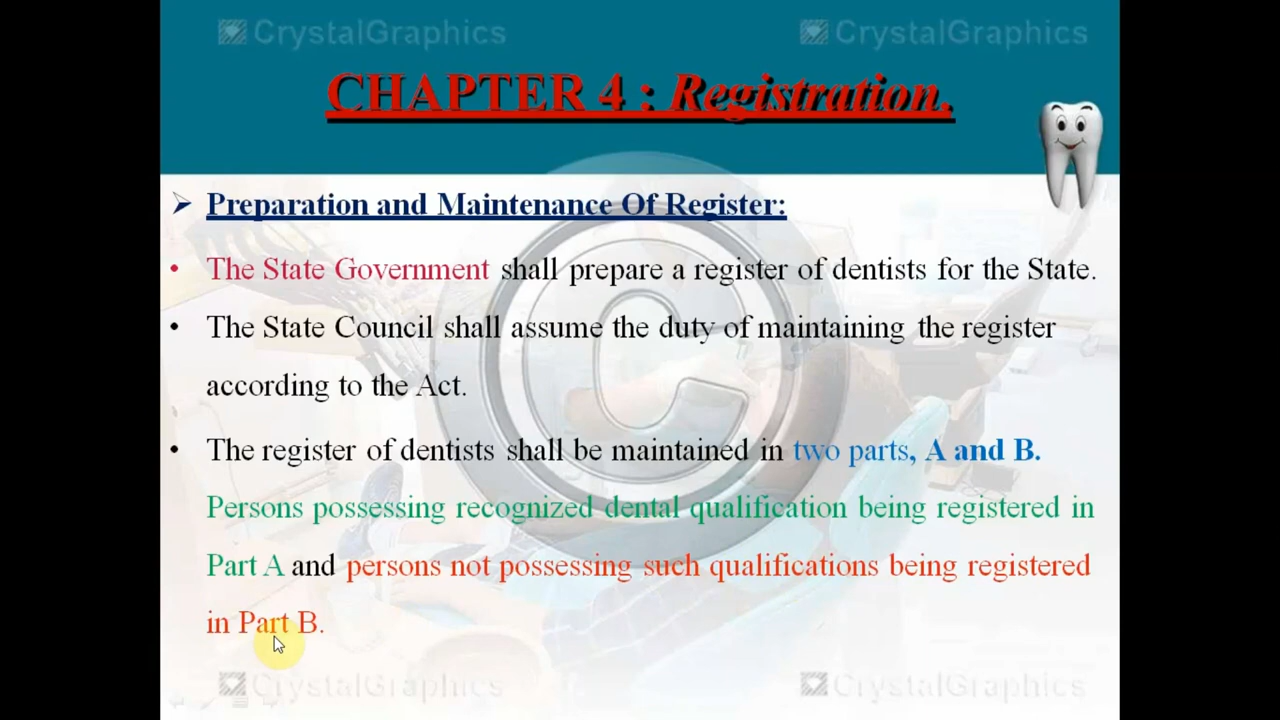 CrystalGraphics CrystalGraphics
CHAPTER 4 : Registration.
Preparation and Maintenance Of Register:
The State Government shall prepare a register of dentists for the State.
The State Council shall assume the duty of maintaining the register
according to the Act.
The register of dentists shall be maintained in two parts, A and B.
Persons possessing recognized dental qualification being registered in
Part A and persons not possessing such qualifications being registered
in Part B.
CrystalGraphics CrystalGraphics